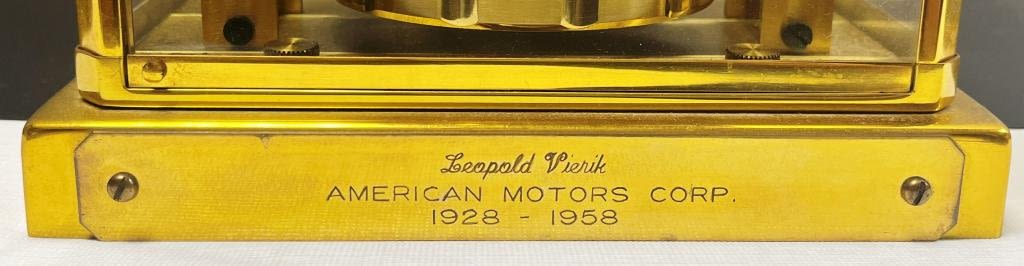 Leopold Vierik
AMERICAN MOTORS CORP.
1928 - 1958